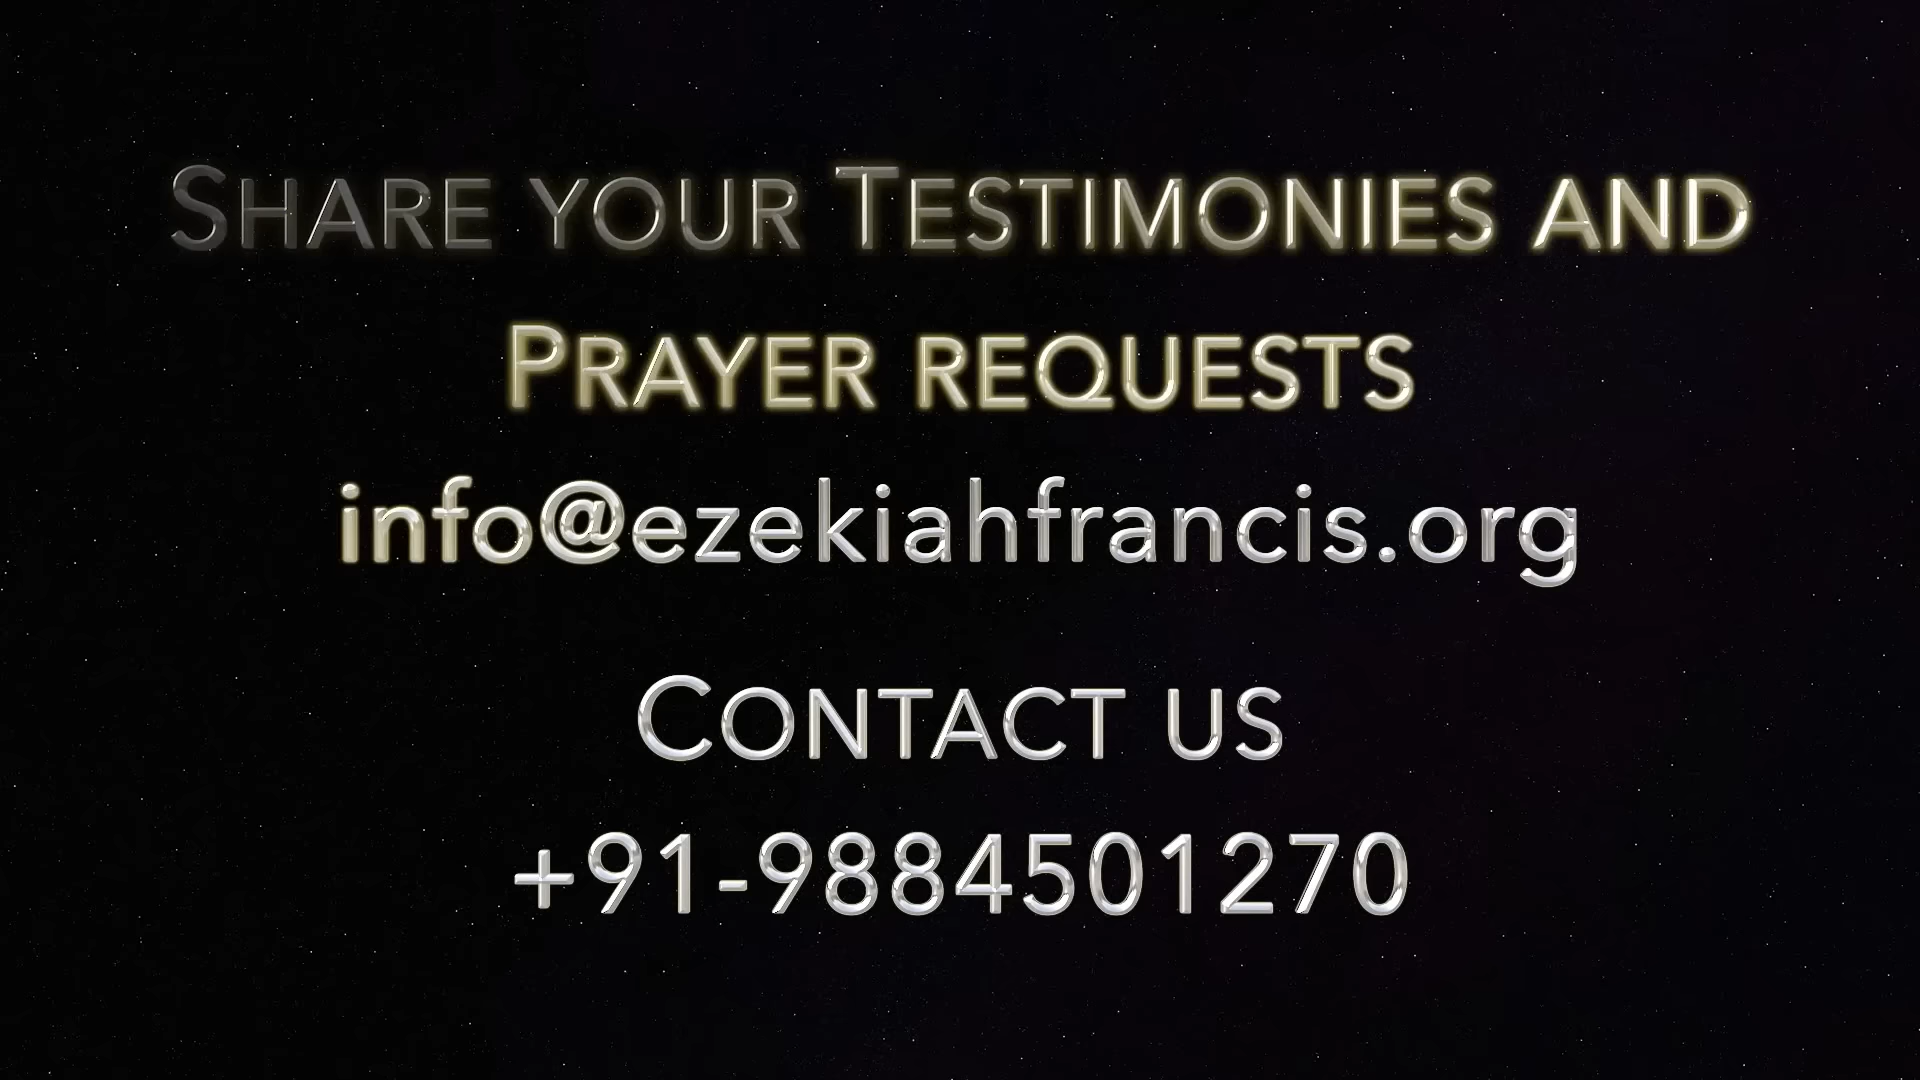 Share your Testimonies and
Prayer requests
info@ezekiahfrancis.org
Contact us
+91-9884501270